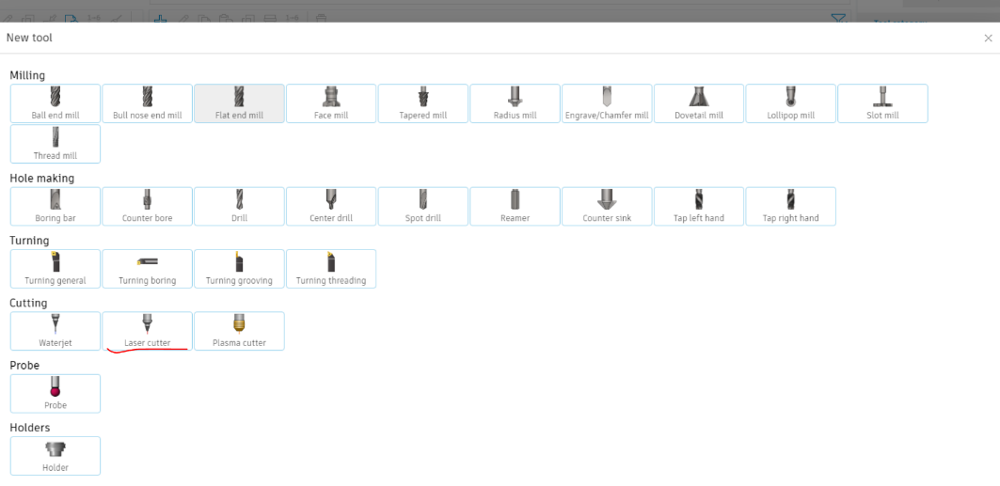 New tool
Milling
Ball end mill Bull nose end mill Flat end mill Face mill Tapered mill Radius mill Engrave/Chamfer mill Dovetail mill Lollipop mill Slot mill
Thread mill
Hole making
Boring bar Counter bore Drill Center drill Spot drill Reamer Counter sink Tap left hand Tap right hand
Turning
Turning general Turning boring Turning grooving Turning threading
Cutting
Waterjet Laser cutter Plasma cutter
Probe
Probe
Holders
Holder